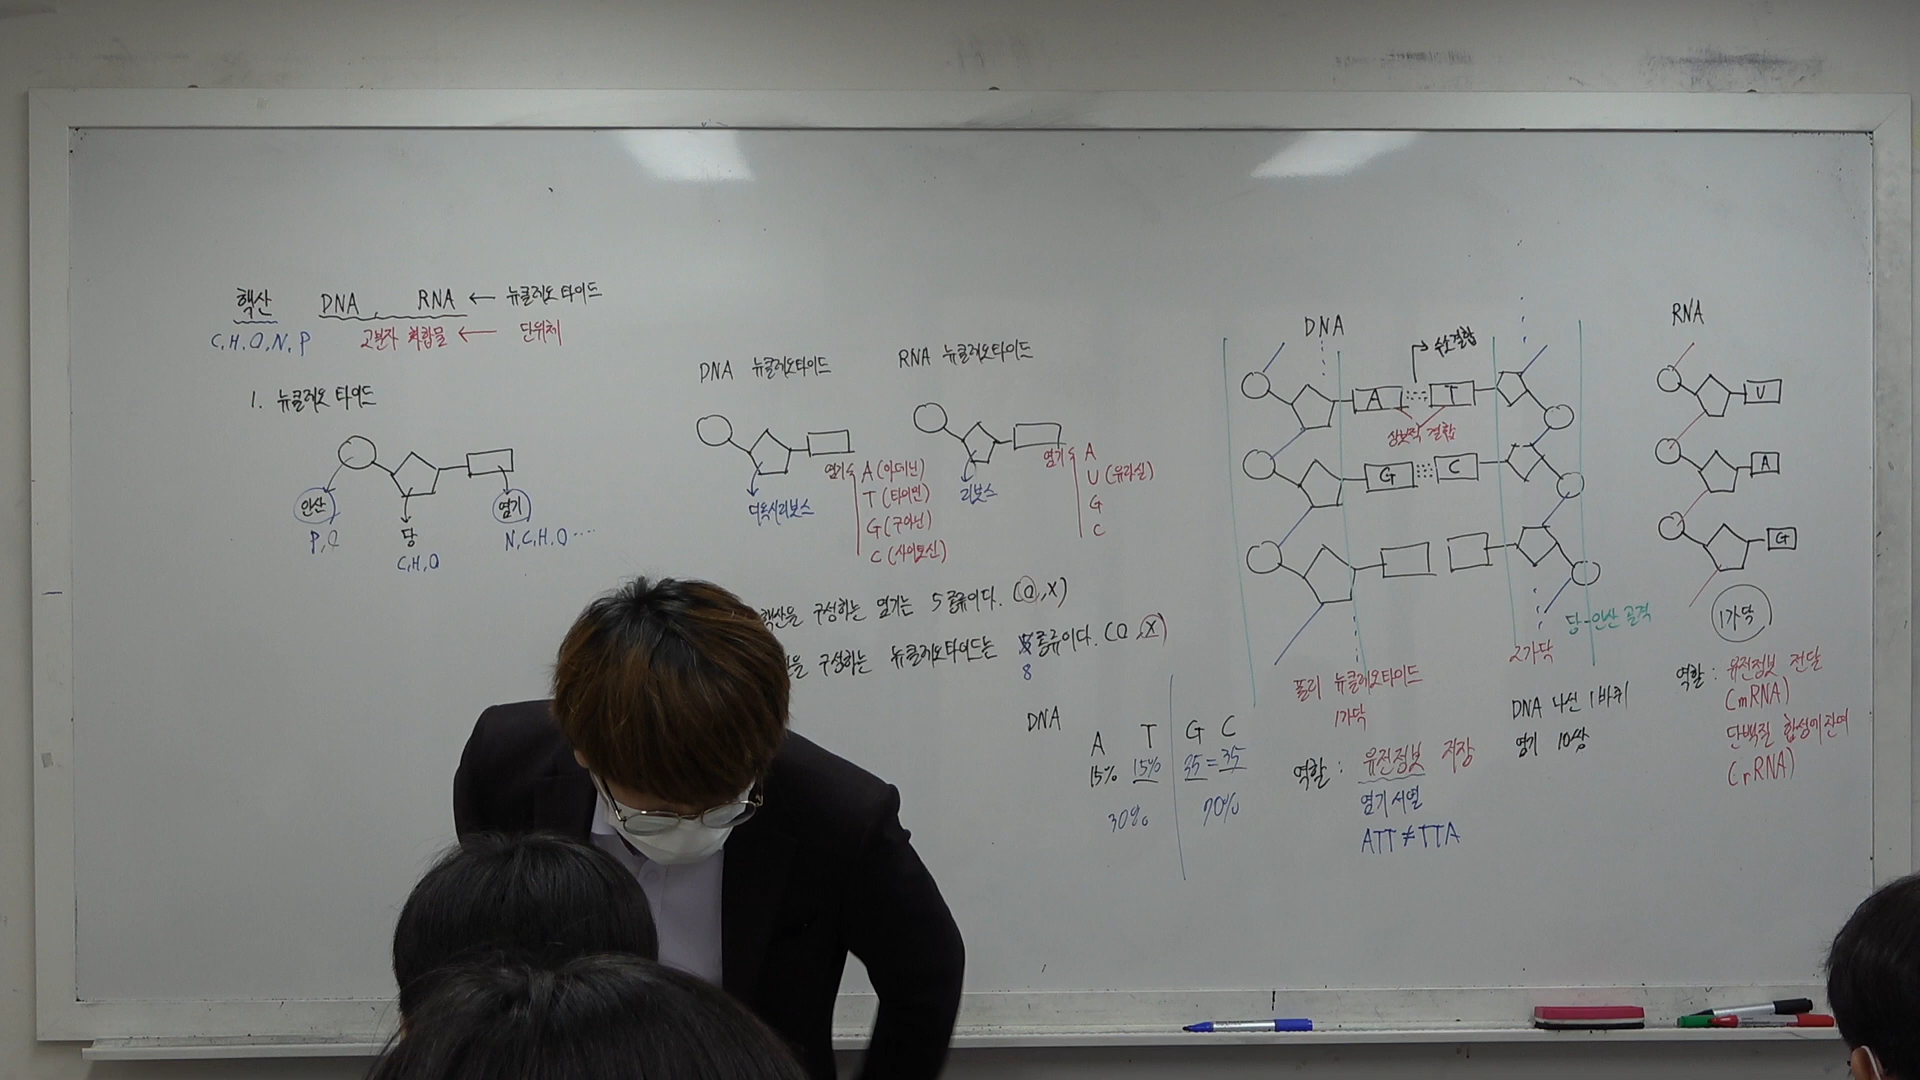 핵산 DNA, RNA ← 뉴클레오타이드
C, H, O, N, P 고분자 화합물 ← 단위체
1. 뉴클레오타이드
인산 당 염기
P, O C, H, O N, C, H, O ····
DNA 뉴클레오타이드
디옥시리보스
염기
A (아데닌)
T (타이민)
G (구아닌)
C (사이토신)
RNA 뉴클레오타이드
리보스
염기
A
U (유라실)
G
C
핵산을 구성하는 염기는 5종류이다. (O, X)
을 구성하는 뉴클레오타이드는 종류이다. (O, X)
8
DNA
A T G C
15% 15% 35 = 35
30% 70%
DNA
수소결합
A T
상보적 결합
G C
폴리 뉴클레오타이드
1가닥
2가닥
당-인산 골격
역할 : 유전정보 저장
염기 서열
ATT ≠ TTA
DNA 나선 1바퀴
염기 10쌍
RNA
U
A
G
1가닥
역할 : 유전정보 전달
(mRNA)
단백질 합성에 관여
(rRNA)